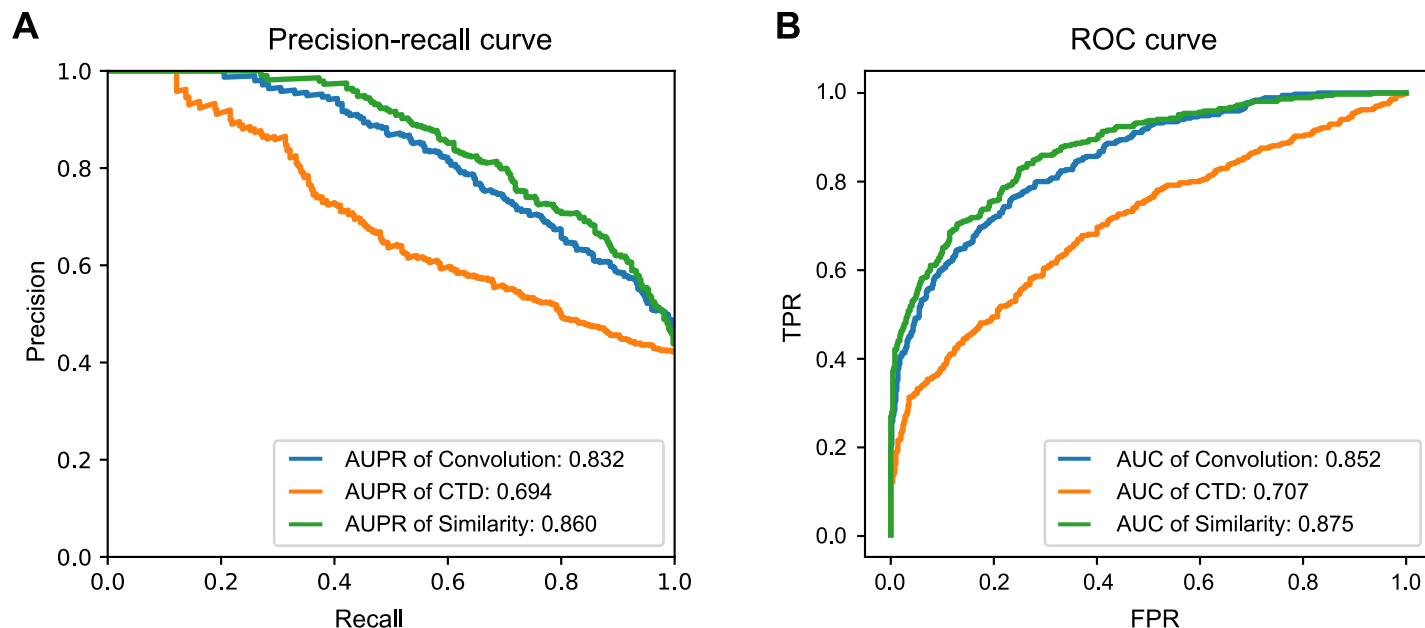 A
Precision-recall curve
1.0
0.8
0.6
0.4
0.2
0.0
Precision
AUPR of Convolution: 0.832
AUPR of CTD: 0.694
AUPR of Similarity: 0.860
0.0 0.2 0.4 0.6 0.8 1.0
Recall
B
ROC curve
1.0
0.8
0.6
0.4
0.2
0.0
TPR
AUC of Convolution: 0.852
AUC of CTD: 0.707
AUC of Similarity: 0.875
0.0 0.2 0.4 0.6 0.8 1.0
FPR